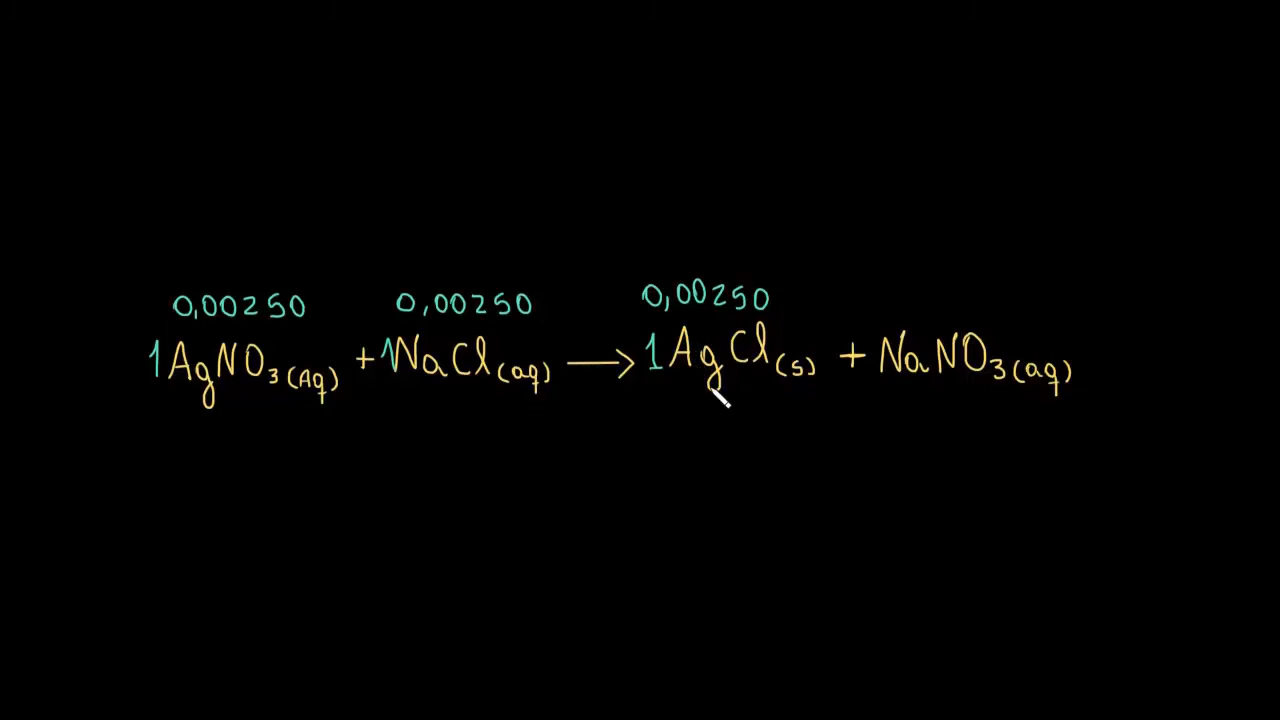 0,00250 0,00250 0,00250
1AgNO₃(Aq) + 1NaCl(aq) → 1AgCl(s) + NaNO₃(aq)